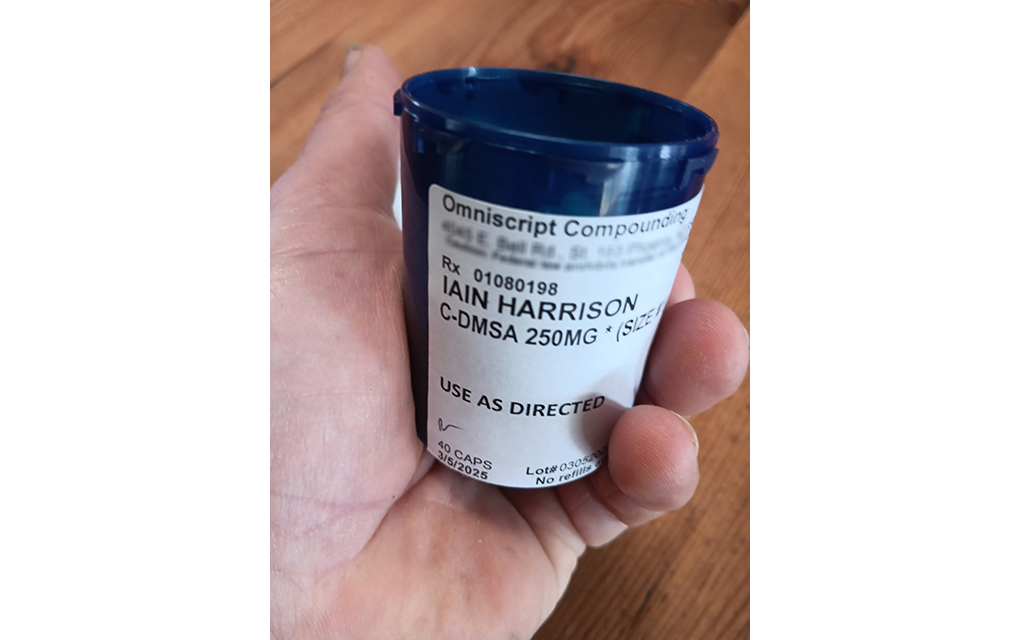 Omniscript Compounding
Rx 01080198
IAIN HARRISON
C-DMSA 250MG * (SIZE
USE AS DIRECTED
40 CAPS
3/5/2025
Lot# 03052
No refills